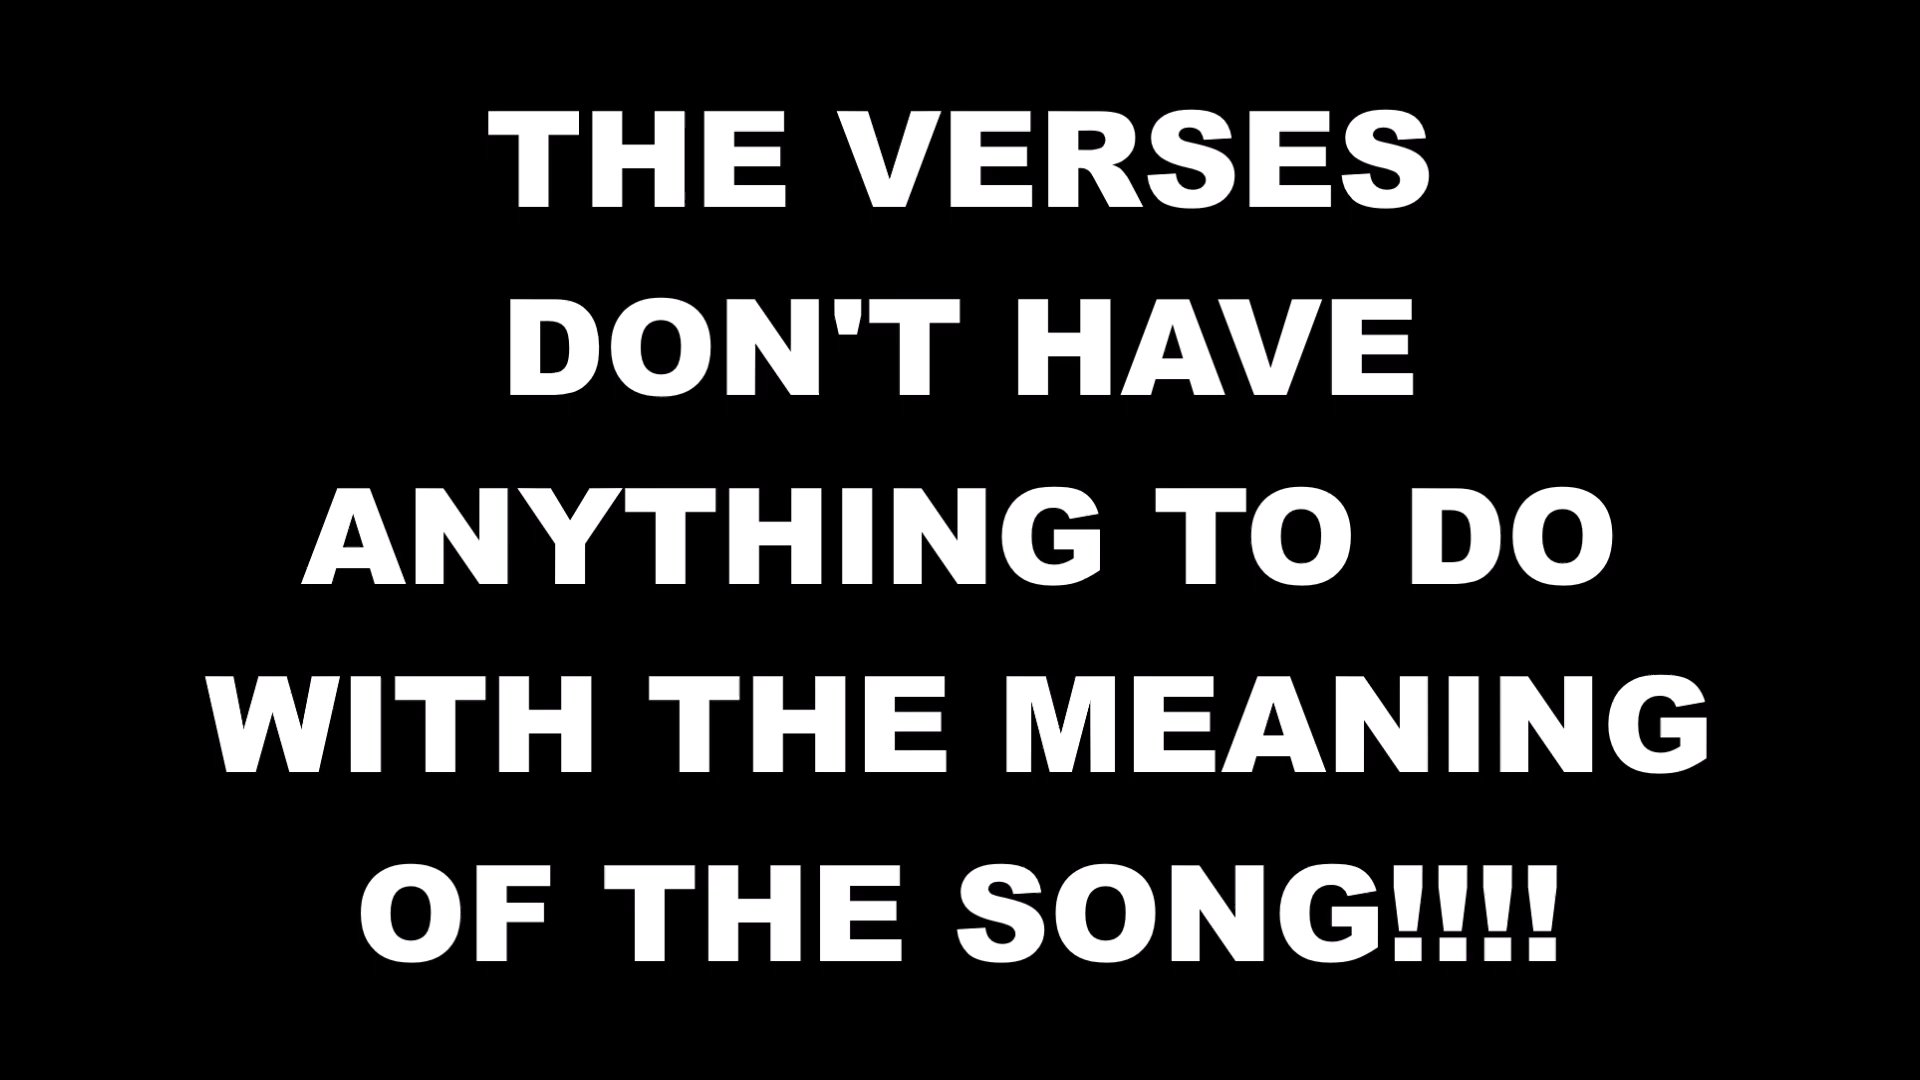 THE VERSES
DON'T HAVE
ANYTHING TO DO
WITH THE MEANING
OF THE SONG!!!!